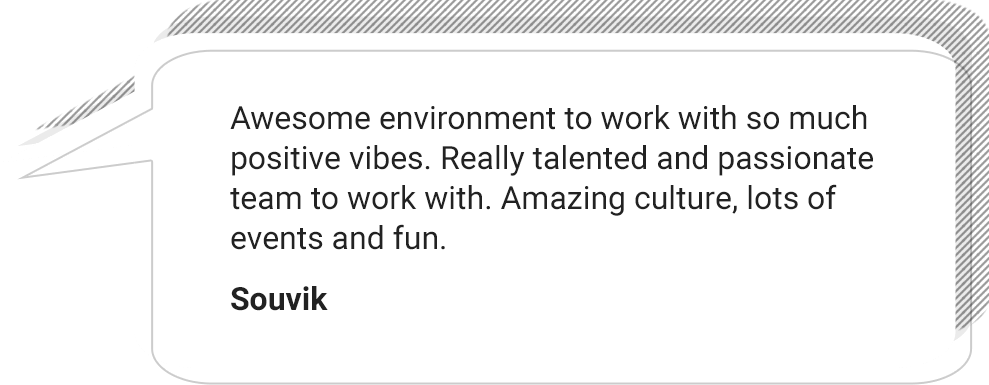 Awesome environment to work with so much
positive vibes. Really talented and passionate
team to work with. Amazing culture, lots of
events and fun.
Souvik